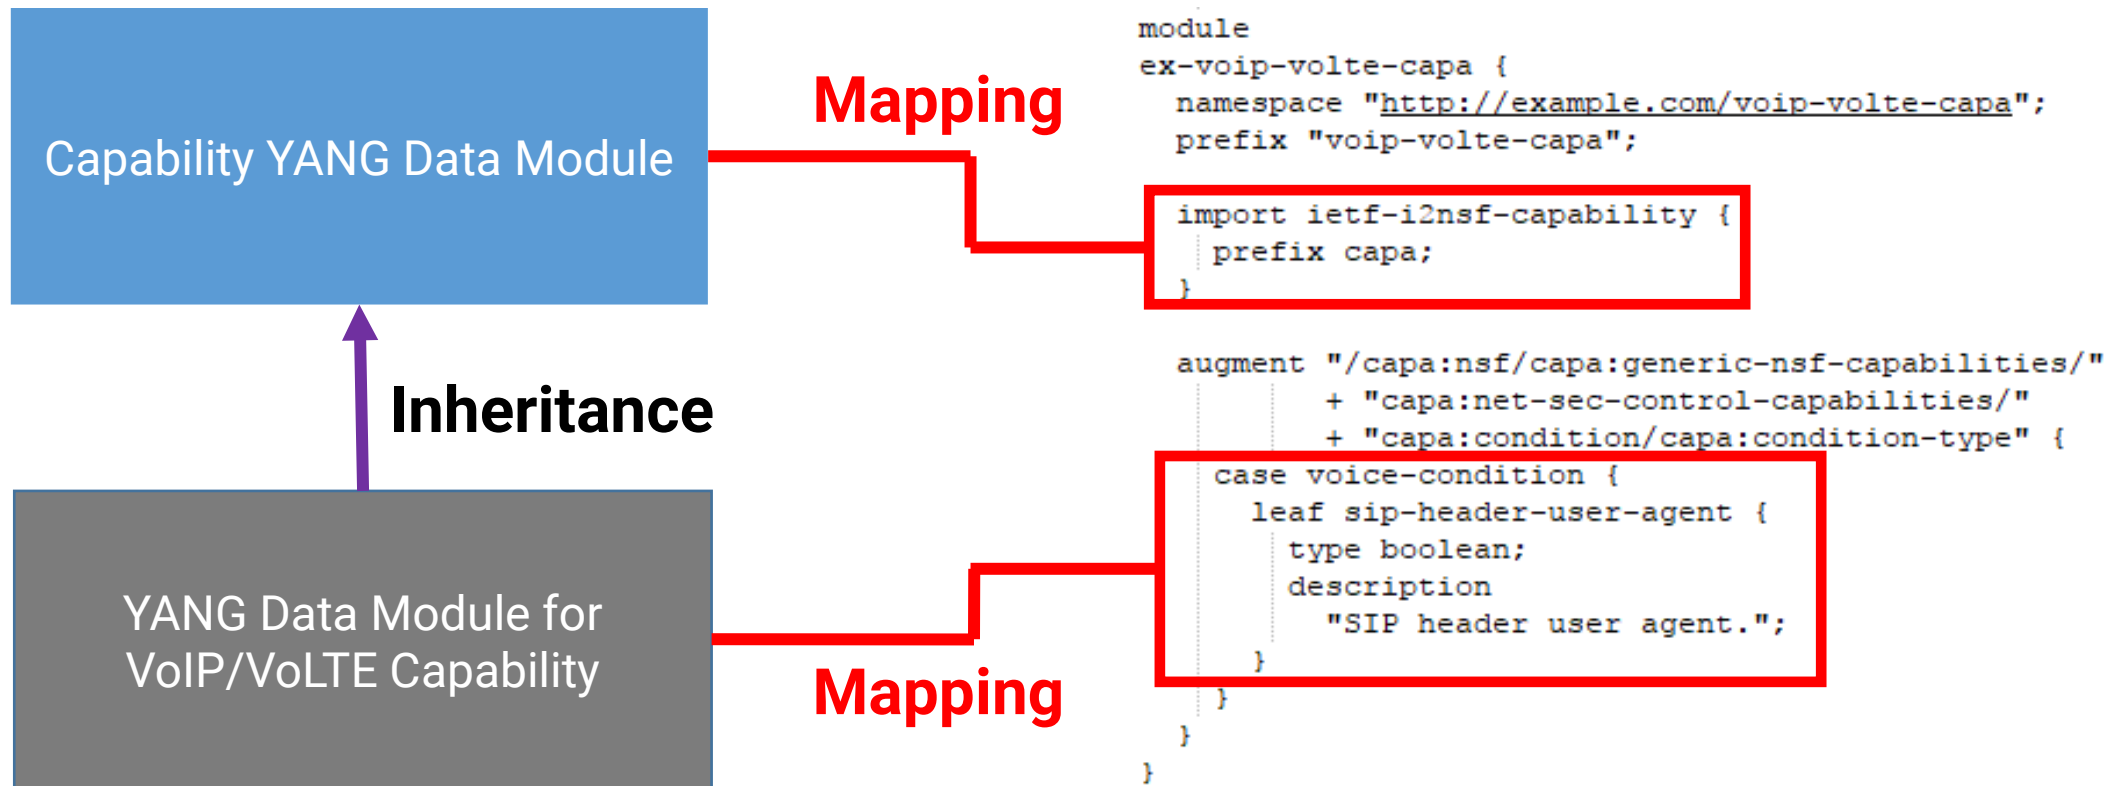 Capability YANG Data Module
Mapping
Inheritance
YANG Data Module for
VoIP/VoLTE Capability
Mapping
module
ex-voip-volte-capa {
  namespace "http://example.com/voip-volte-capa";
  prefix "voip-volte-capa";
  import ietf-i2nsf-capability {
    prefix capa;
  }
  augment "/capa:nsf/capa:generic-nsf-capabilities/"
          + "capa:net-sec-control-capabilities/"
          + "capa:condition/capa:condition-type" {
    case voice-condition {
      leaf sip-header-user-agent {
        type boolean;
        description
          "SIP header user agent.";
      }
    }
  }
}